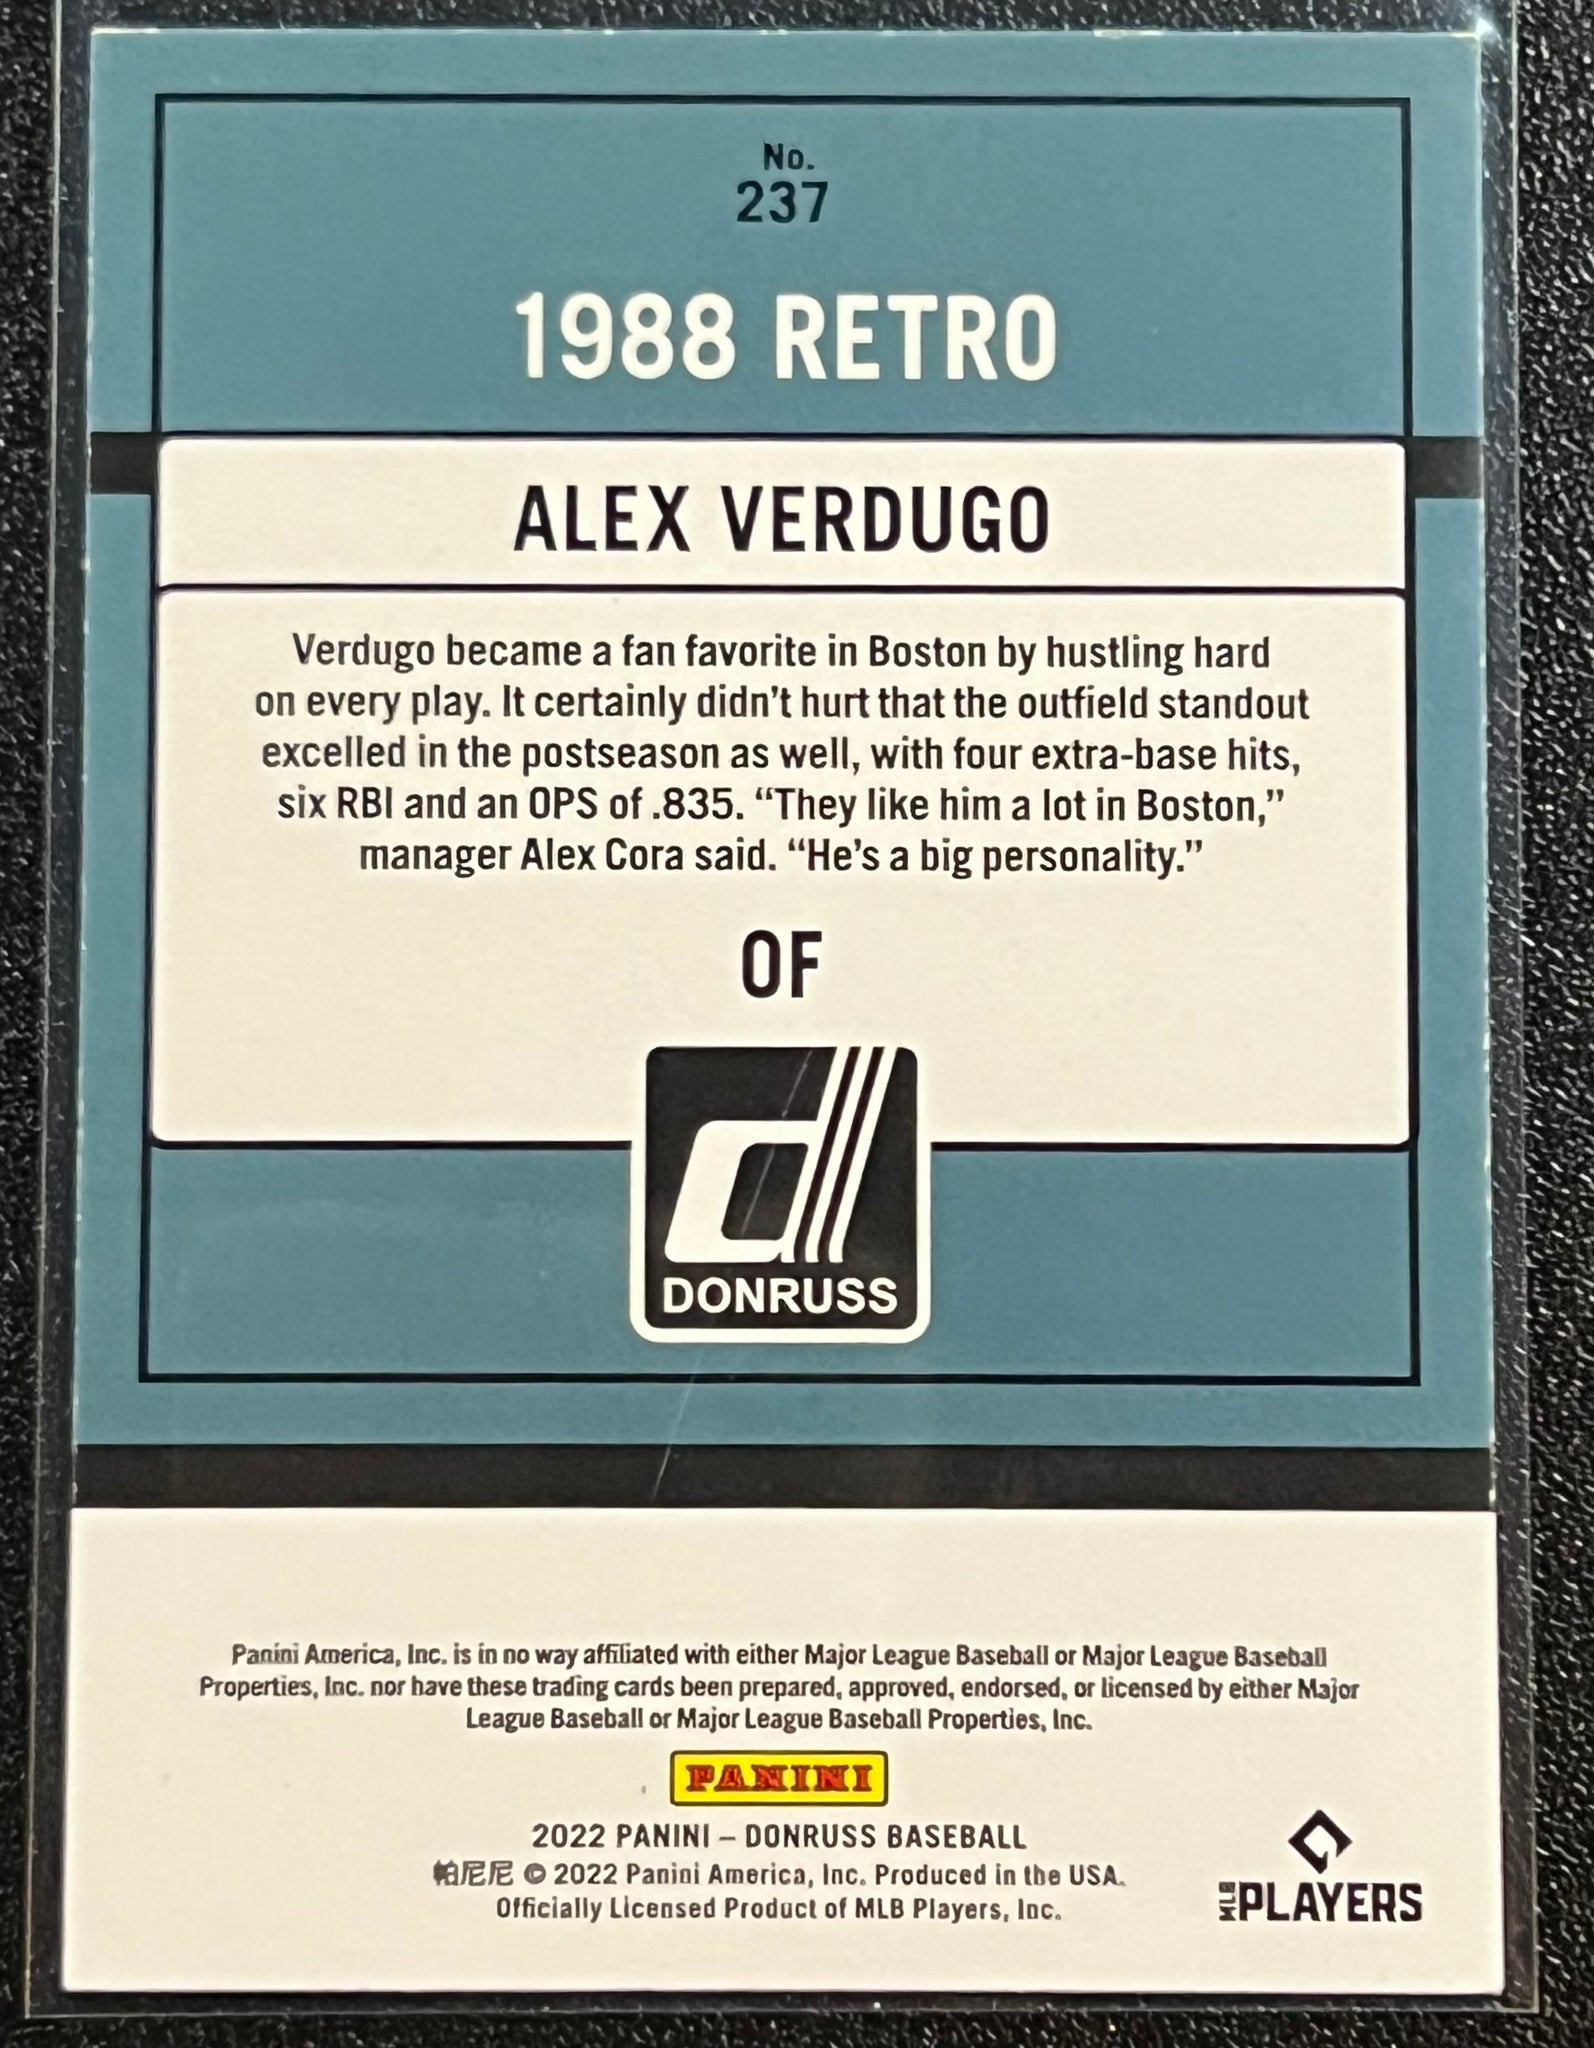 No.
237
1988 RETRO
ALEX VERDUGO
Verdugo became a fan favorite in Boston by hustling hard
on every play. It certainly didn't hurt that the outfield standout
excelled in the postseason as well, with four extra-base hits,
six RBI and an OPS of .835. “They like him a lot in Boston,”
manager Alex Cora said. “He's a big personality.”
OF
d
DONRUSS
Panini America, Inc. is in no way affiliated with either Major League Baseball or Major League Baseball
Properties, Inc. nor have these trading cards been prepared, approved, endorsed, or licensed by either Major
League Baseball or Major League Baseball Properties, Inc.
PANINI
2022 PANINI – DONRUSS BASEBALL
帕尼尼 © 2022 Panini America, Inc. Produced in the USA.
Officially Licensed Product of MLB Players, Inc.
MLB PLAYERS